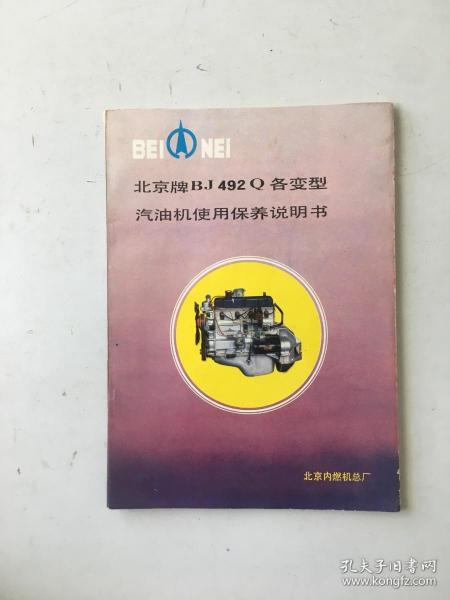 BEI NEI
北京牌BJ 492 Q 各变型
汽油机使用保养说明书
北京内燃机总厂
孔夫子旧书网
www.kongfz.com